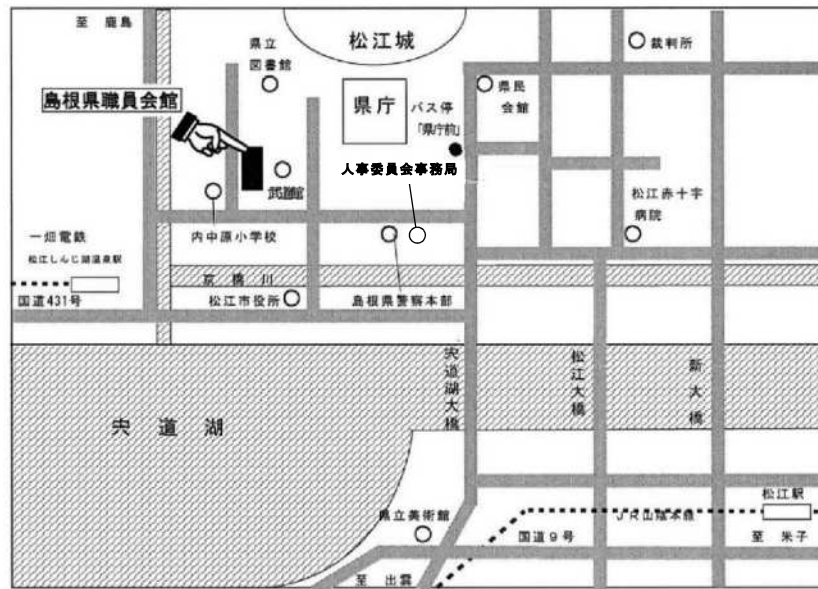 至 鹿島
県立
図書館
松江城
裁判所
島根県職員会館
県庁
バス停
「県庁前」
県民
会館
人事委員会事務局
武道館
松江赤十字
病院
一畑電鉄
内中原小学校
松江しんじ湖温泉駅
京橋川
国道431号
松江市役所
島根県警察本部
宍道湖大橋
松江大橋
新大橋
宍道湖
松江駅
県立美術館
JR山陰本線
国道9号
至 米子
至 出雲